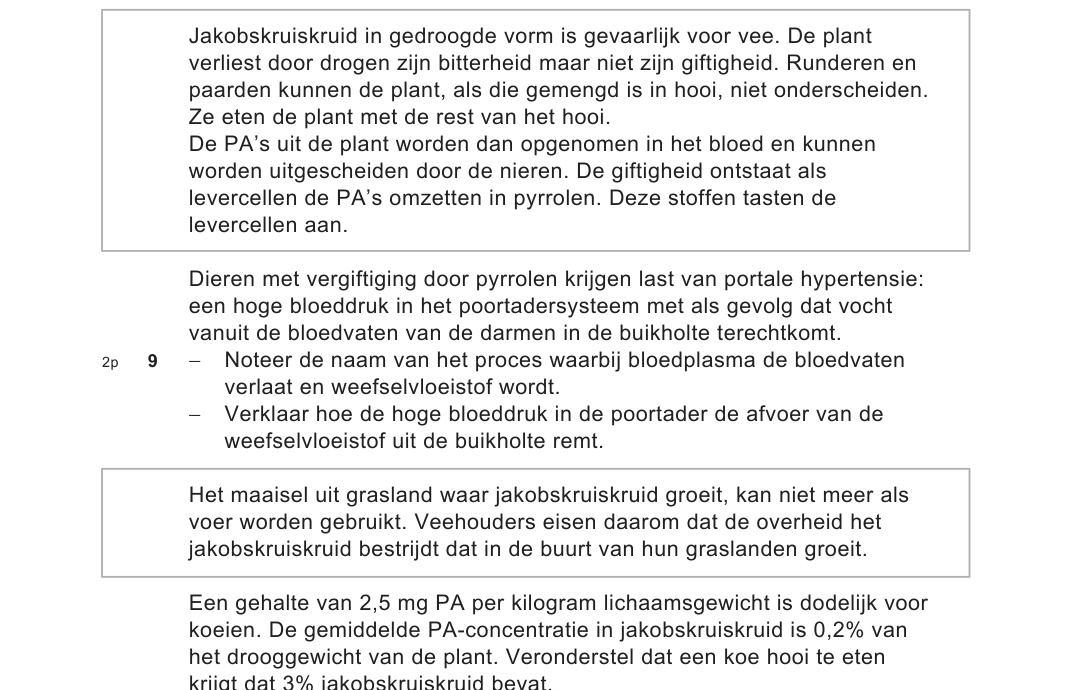 Jakobskruiskruid in gedroogde vorm is gevaarlijk voor vee. De plant
verliest door drogen zijn bitterheid maar niet zijn giftigheid. Runderen en
paarden kunnen de plant, als die gemengd is in hooi, niet onderscheiden.
Ze eten de plant met de rest van het hooi.
De PA’s uit de plant worden dan opgenomen in het bloed en kunnen
worden uitgescheiden door de nieren. De giftigheid ontstaat als
levercellen de PA’s omzetten in pyrrolen. Deze stoffen tasten de
levercellen aan.
Dieren met vergiftiging door pyrrolen krijgen last van portale hypertensie:
een hoge bloeddruk in het poortadersysteem met als gevolg dat vocht
vanuit de bloedvaten van de darmen in de buikholte terechtkomt.
2p 9 – Noteer de naam van het proces waarbij bloedplasma de bloedvaten
verlaat en weefselvloeistof wordt.
– Verklaar hoe de hoge bloeddruk in de poortader de afvoer van de
weefselvloeistof uit de buikholte remt.
Het maaisel uit grasland waar jakobskruiskruid groeit, kan niet meer als
voer worden gebruikt. Veehouders eisen daarom dat de overheid het
jakobskruiskruid bestrijdt dat in de buurt van hun graslanden groeit.
Een gehalte van 2,5 mg PA per kilogram lichaamsgewicht is dodelijk voor
koeien. De gemiddelde PA-concentratie in jakobskruiskruid is 0,2% van
het drooggewicht van de plant. Veronderstel dat een koe hooi te eten
krijgt dat 3% jakobskruiskruid bevat.